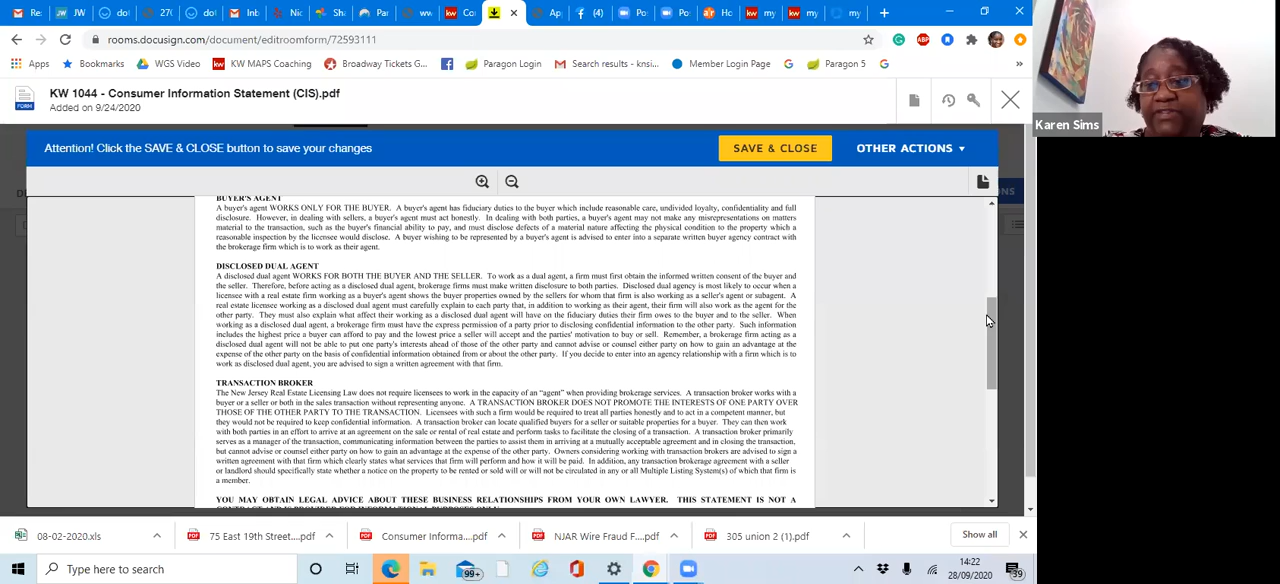 Re
JW
dot
270
dot
Inb
Nic
Sha
Par
ww
Co
Ap
(4)
Po
Po
Ho
my
my
my
rooms.docusign.com/document/editroomform/72593111
Apps
Bookmarks
WGS Video
KW MAPS Coaching
Broadway Tickets G...
Paragon Login
Search results - knsi...
Member Login Page
Paragon 5
KW 1044 - Consumer Information Statement (CIS).pdf
Added on 9/24/2020
FORM
Karen Sims
Attention! Click the SAVE & CLOSE button to save your changes
SAVE & CLOSE
OTHER ACTIONS
BUYER'S AGENT
A buyer's agent WORKS ONLY FOR THE BUYER. A buyer's agent has fiduciary duties to the buyer which include reasonable care, undivided loyalty, confidentiality and full
disclosure. However, in dealing with sellers, a buyer's agent must act honestly. In dealing with both parties, a buyer's agent may not make any misrepresentations on matters
material to the transaction, such as the buyer's financial ability to pay, and must disclose defects of a material nature affecting the physical condition to the property which a
reasonable inspection by the licensee would disclose. A buyer wishing to be represented by a buyer's agent is advised to enter into a separate written buyer agency contract with
the brokerage firm which is to work as their agent.
DISCLOSED DUAL AGENT
A disclosed dual agent WORKS FOR BOTH THE BUYER AND THE SELLER. To work as a dual agent, a firm must first obtain the informed written consent of the buyer and
the seller. Therefore, before acting as a disclosed dual agent, brokerage firms must make written disclosure to both parties. Disclosed dual agency is most likely to occur when a
licensee with a real estate firm working as a buyer's agent shows the buyer properties owned by the sellers for whom that firm is also working as a seller's agent or subagent. A
real estate licensee working as a disclosed dual agent must carefully explain to each party that, in addition to working as their agent, their firm will also work as the agent for the
other party. They must also explain what affect their working as a disclosed dual agent will have on the fiduciary duties their firm owes to the buyer and to the seller. When
working as a disclosed dual agent, a brokerage firm must have the express permission of a party prior to disclosing confidential information to the other party. Such information
includes the highest price a buyer can afford to pay and the lowest price a seller will accept and the parties' motivation to buy or sell. Remember, a brokerage firm acting as a
disclosed dual agent will not be able to put one party's interests ahead of those of the other party and cannot advise or counsel either party on how to gain an advantage at the
expense of the other party on the basis of confidential information obtained from or about the other party. If you decide to enter into an agency relationship with a firm which is to
work as disclosed dual agent, you are advised to sign a written agreement with that firm.
TRANSACTION BROKER
The New Jersey Real Estate Licensing Law does not require licensees to work in the capacity of an "agent" when providing brokerage services. A transaction broker works with a
buyer or a seller or both in the sales transaction without representing anyone. A TRANSACTION BROKER DOES NOT PROMOTE THE INTERESTS OF ONE PARTY OVER
THOSE OF THE OTHER PARTY TO THE TRANSACTION. Licensees with such a firm would be required to treat all parties honestly and to act in a competent manner, but
they would not be required to keep confidential information. A transaction broker can locate qualified buyers for a seller or suitable properties for a buyer. They can then work
with both parties in an effort to arrive at an agreement on the sale or rental of real estate and perform tasks to facilitate the closing of a transaction. A transaction broker primarily
serves as a manager of the transaction, communicating information between the parties to assist them in arriving at a mutually acceptable agreement and in closing the transaction,
but cannot advise or counsel either party on how to gain an advantage at the expense of the other party. Owners considering working with transaction brokers are advised to sign a
written agreement with that firm which clearly states what services that firm will perform and how it will be paid. In addition, any transaction brokerage agreement with a seller
or landlord should specifically state whether a notice on the property to be rented or sold will or will not be circulated in any or all Multiple Listing System(s) of which that firm is
a member.
YOU MAY OBTAIN LEGAL ADVICE ABOUT THESE BUSINESS RELATIONSHIPS FROM YOUR OWN LAWYER. THIS STATEMENT IS NOT A
CONTRACT AND IS PROVIDED FOR INFORMATIONAL PURPOSES ONLY.
08-02-2020.xls
75 East 19th Street....pdf
Consumer Informa....pdf
NJAR Wire Fraud F....pdf
305 union 2 (1).pdf
Show all
Type here to search
99+
14:22
28/09/2020
39